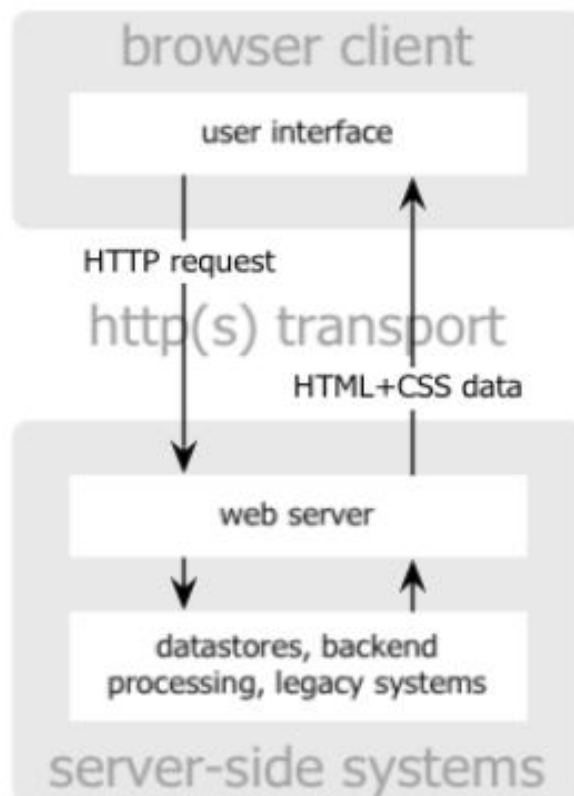 browser client
user interface
HTTP request
http(s) transport
HTML+CSS data
web server
datastores, backend
processing, legacy systems
server-side systems